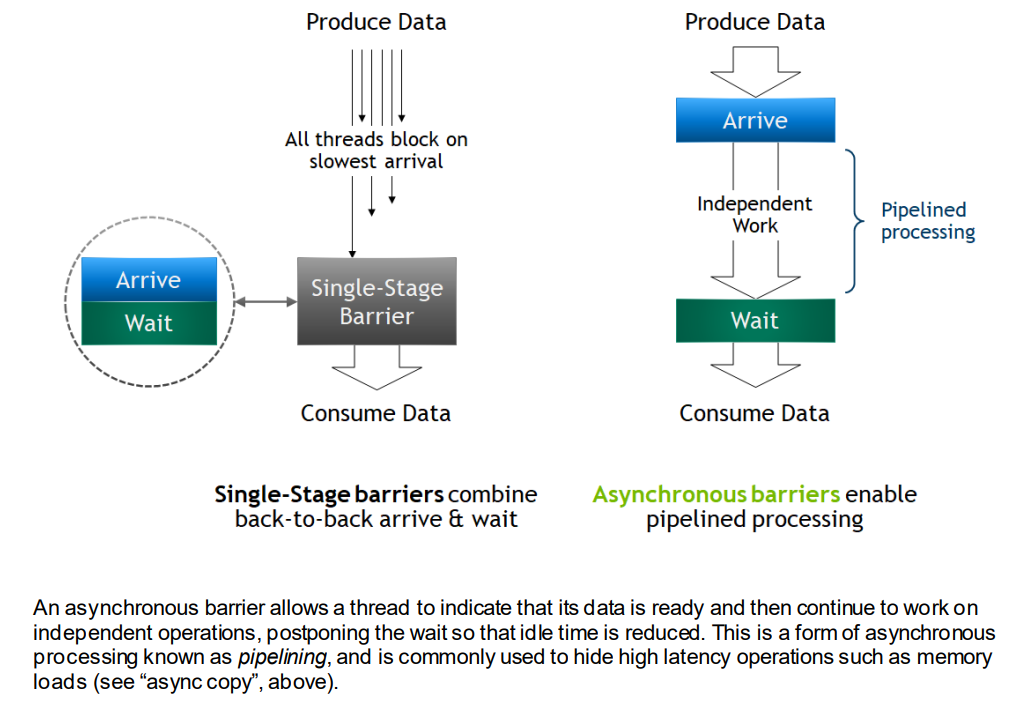 Produce Data
All threads block on
slowest arrival
Arrive
Wait
Single-Stage
Barrier
Consume Data
Single-Stage barriers combine
back-to-back arrive & wait
Produce Data
Arrive
Independent
Work
Pipelined
processing
Wait
Consume Data
Asynchronous barriers enable
pipelined processing
An asynchronous barrier allows a thread to indicate that its data is ready and then continue to work on
independent operations, postponing the wait so that idle time is reduced. This is a form of asynchronous
processing known as pipelining, and is commonly used to hide high latency operations such as memory
loads (see “async copy”, above).